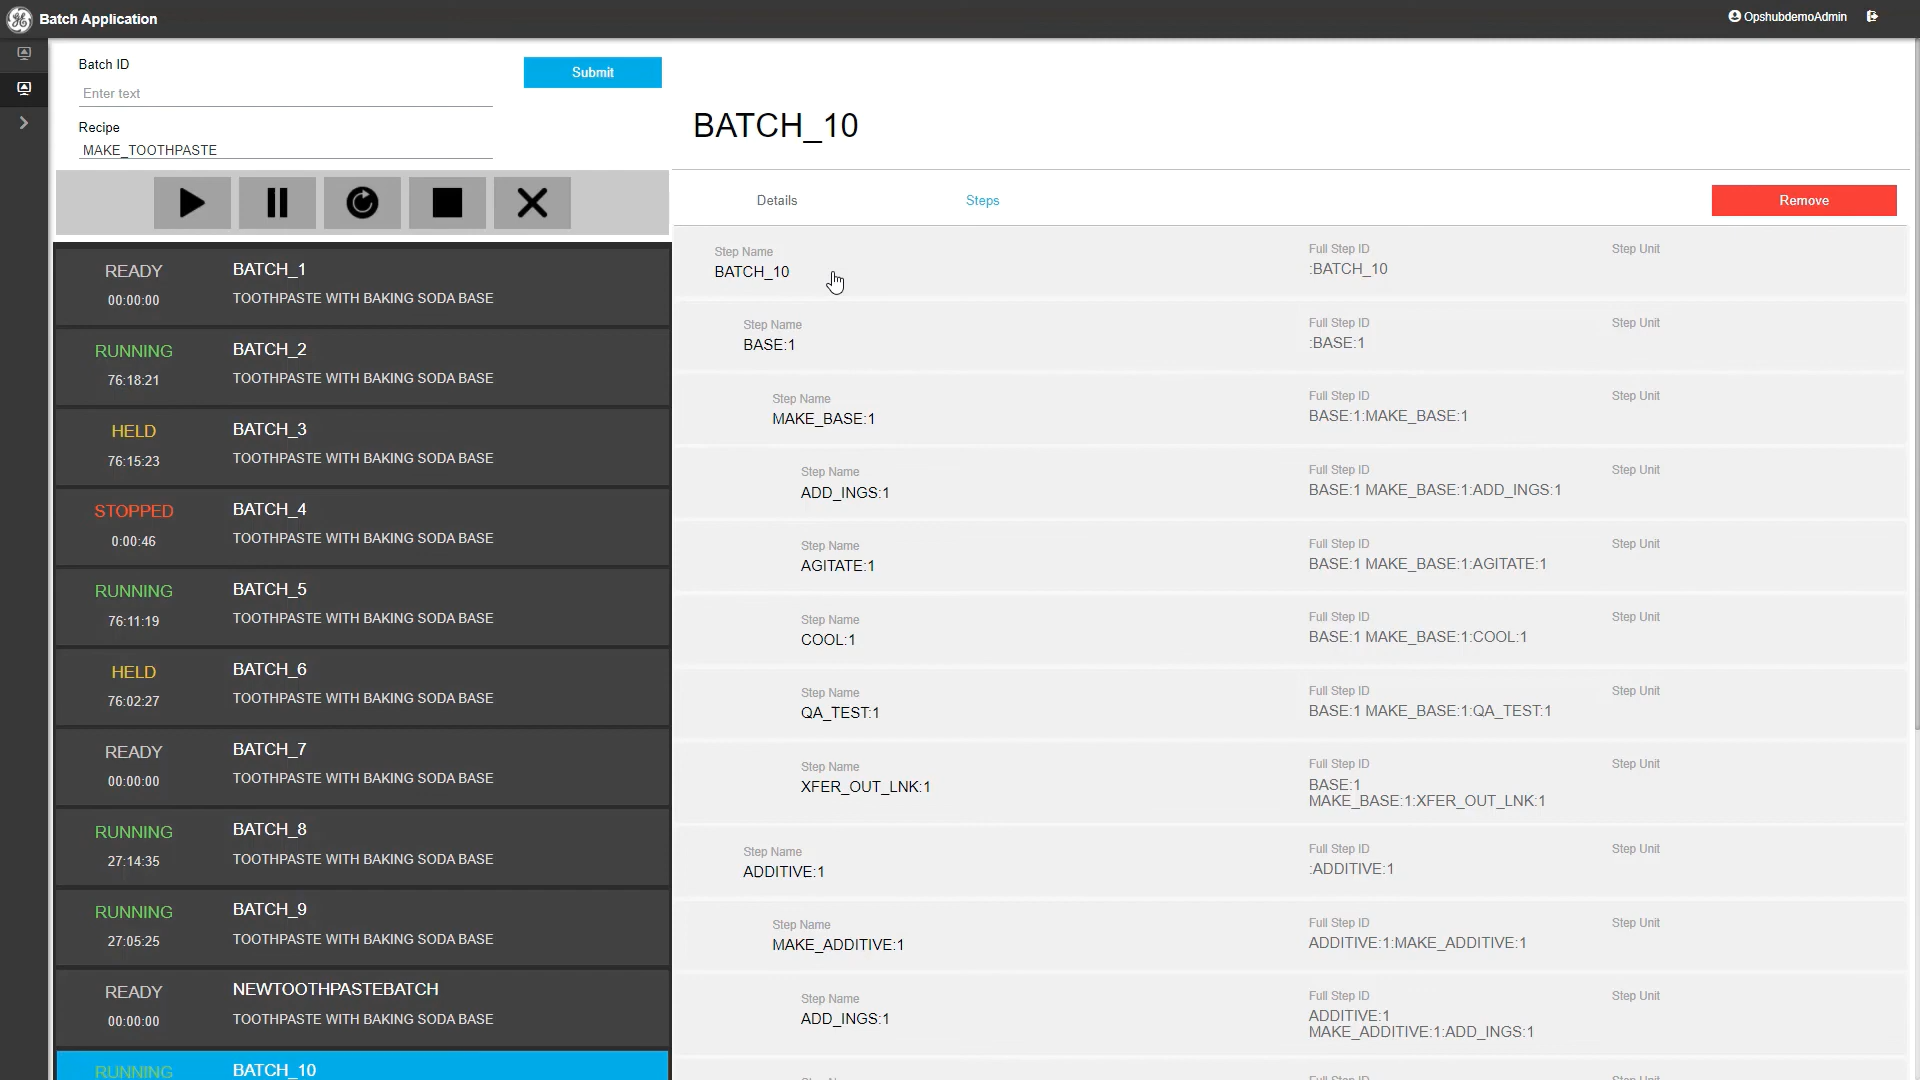 Batch Application
OpshubdemoAdmin
Batch ID
Enter text
Submit
Recipe
MAKE_TOOTHPASTE
READY
00:00:00
BATCH_1
TOOTHPASTE WITH BAKING SODA BASE
RUNNING
76:18:21
BATCH_2
TOOTHPASTE WITH BAKING SODA BASE
HELD
76:15:23
BATCH_3
TOOTHPASTE WITH BAKING SODA BASE
STOPPED
0:00:46
BATCH_4
TOOTHPASTE WITH BAKING SODA BASE
RUNNING
76:11:19
BATCH_5
TOOTHPASTE WITH BAKING SODA BASE
HELD
76:02:27
BATCH_6
TOOTHPASTE WITH BAKING SODA BASE
READY
00:00:00
BATCH_7
TOOTHPASTE WITH BAKING SODA BASE
RUNNING
27:14:35
BATCH_8
TOOTHPASTE WITH BAKING SODA BASE
RUNNING
27:05:25
BATCH_9
TOOTHPASTE WITH BAKING SODA BASE
READY
00:00:00
NEWTOOTHPASTEBATCH
TOOTHPASTE WITH BAKING SODA BASE
RUNNING
BATCH_10
BATCH_10
Details
Steps
Remove
Step Name
BATCH_10
Full Step ID
:BATCH_10
Step Unit
Step Name
BASE:1
Full Step ID
:BASE:1
Step Unit
Step Name
MAKE_BASE:1
Full Step ID
BASE:1:MAKE_BASE:1
Step Unit
Step Name
ADD_INGS:1
Full Step ID
BASE:1 MAKE_BASE:1:ADD_INGS:1
Step Unit
Step Name
AGITATE:1
Full Step ID
BASE:1 MAKE_BASE:1:AGITATE:1
Step Unit
Step Name
COOL:1
Full Step ID
BASE:1 MAKE_BASE:1:COOL:1
Step Unit
Step Name
QA_TEST:1
Full Step ID
BASE:1 MAKE_BASE:1:QA_TEST:1
Step Unit
Step Name
XFER_OUT_LNK:1
Full Step ID
BASE:1
MAKE_BASE:1:XFER_OUT_LNK:1
Step Unit
Step Name
ADDITIVE:1
Full Step ID
:ADDITIVE:1
Step Unit
Step Name
MAKE_ADDITIVE:1
Full Step ID
ADDITIVE:1:MAKE_ADDITIVE:1
Step Unit
Step Name
ADD_INGS:1
Full Step ID
ADDITIVE:1
MAKE_ADDITIVE:1:ADD_INGS:1
Step Unit